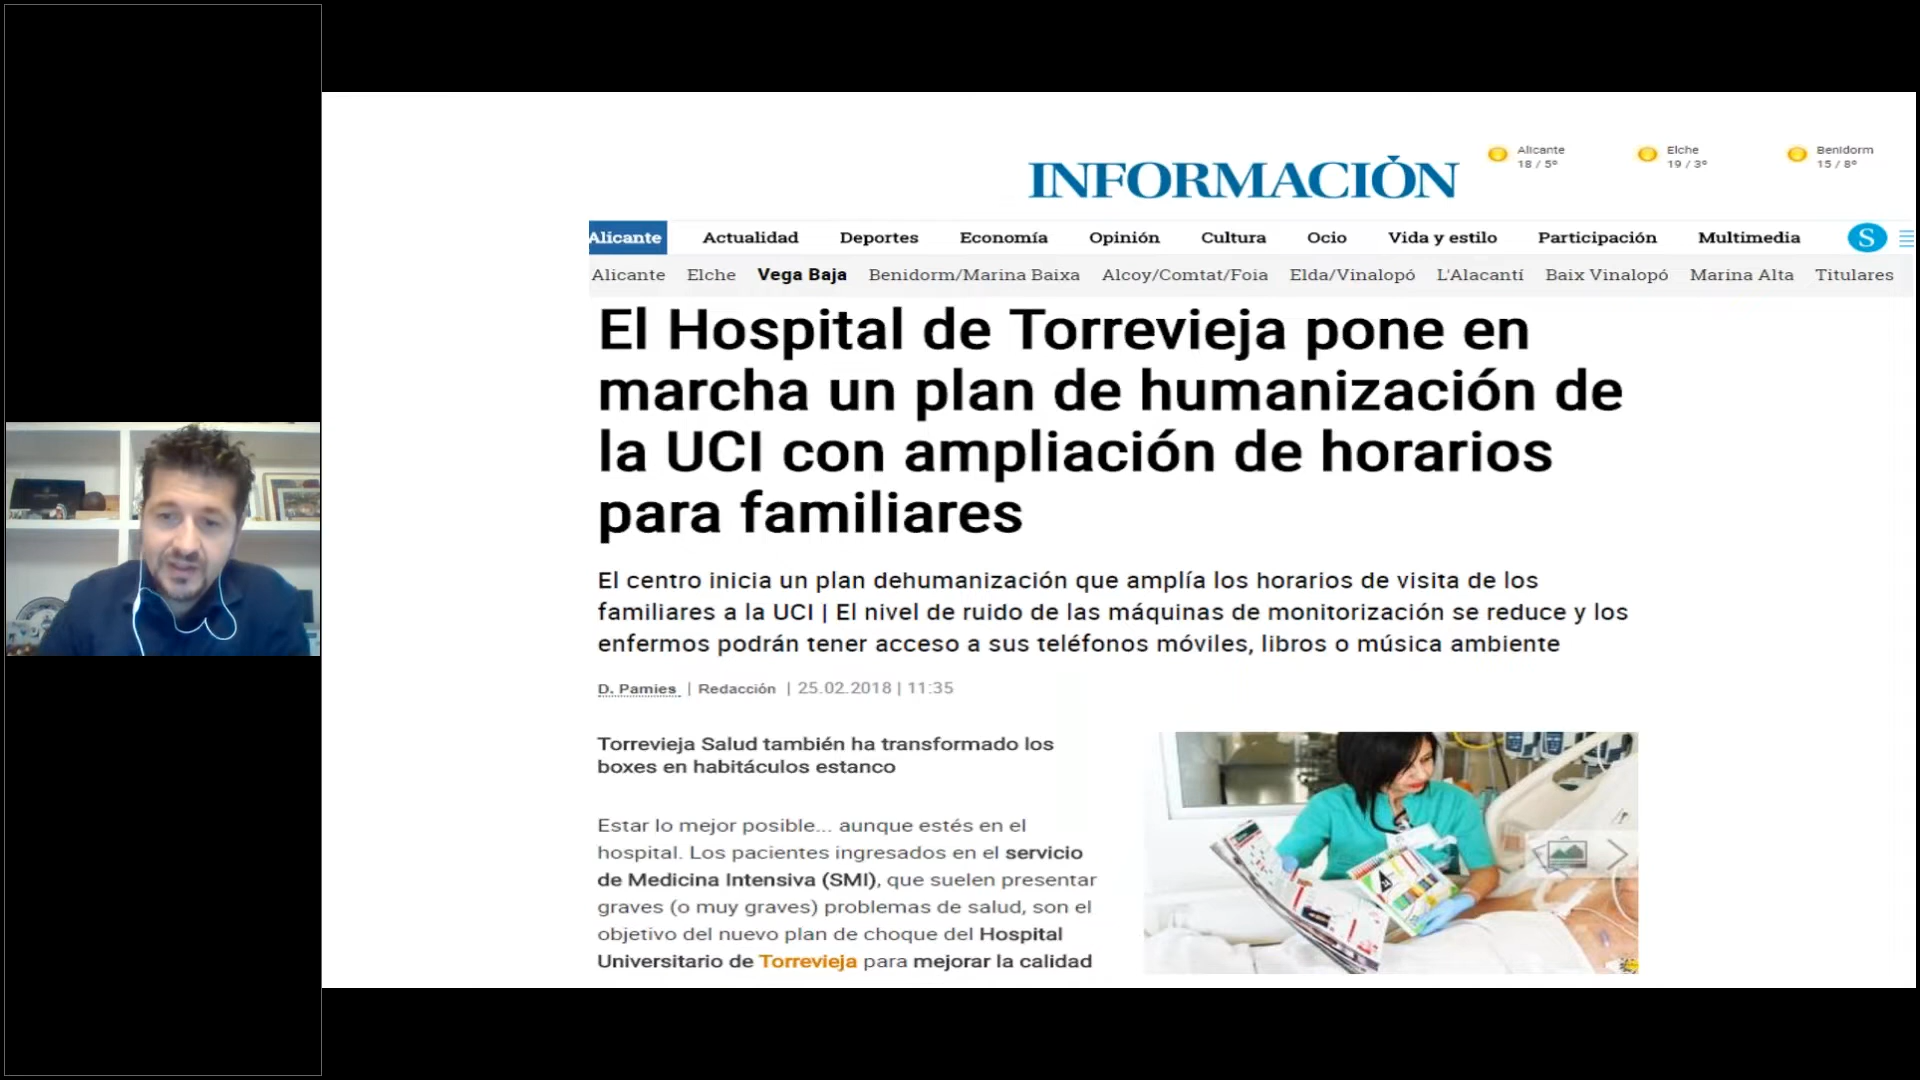 INFORMACIÓN
Alicante
18 / 5º
Elche
19 / 3º
Benidorm
15 / 8º
Alicante Actualidad Deportes Economía Opinión Cultura Ocio Vida y estilo Participación Multimedia S
Alicante Elche Vega Baja Benidorm/Marina Baixa Alcoy/Comtat/Foia Elda/Vinalopó L'Alacantí Baix Vinalopó Marina Alta Titulares
El Hospital de Torrevieja pone en
marcha un plan de humanización de
la UCI con ampliación de horarios
para familiares
El centro inicia un plan dehumanización que amplía los horarios de visita de los
familiares a la UCI | El nivel de ruido de las máquinas de monitorización se reduce y los
enfermos podrán tener acceso a sus teléfonos móviles, libros o música ambiente
D. Pamies | Redacción | 25.02.2018 | 11:35
Torrevieja Salud también ha transformado los
boxes en habitáculos estanco
Estar lo mejor posible... aunque estés en el
hospital. Los pacientes ingresados en el servicio
de Medicina Intensiva (SMI), que suelen presentar
graves (o muy graves) problemas de salud, son el
objetivo del nuevo plan de choque del Hospital
Universitario de Torrevieja para mejorar la calidad